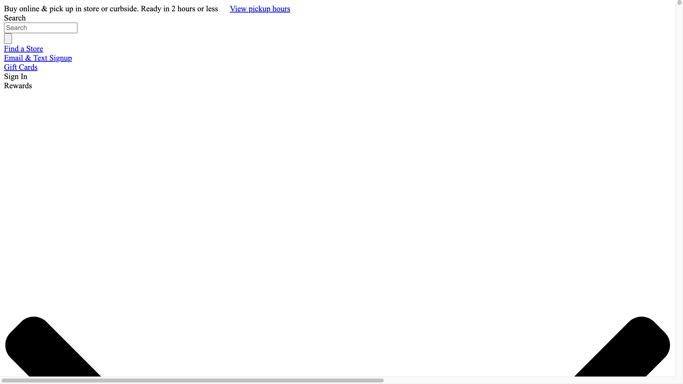 Buy online & pick up in store or curbside. Ready in 2 hours or less View pickup hours
Search
Search
Find a Store
Email & Text Signup
Gift Cards
Sign In
Rewards